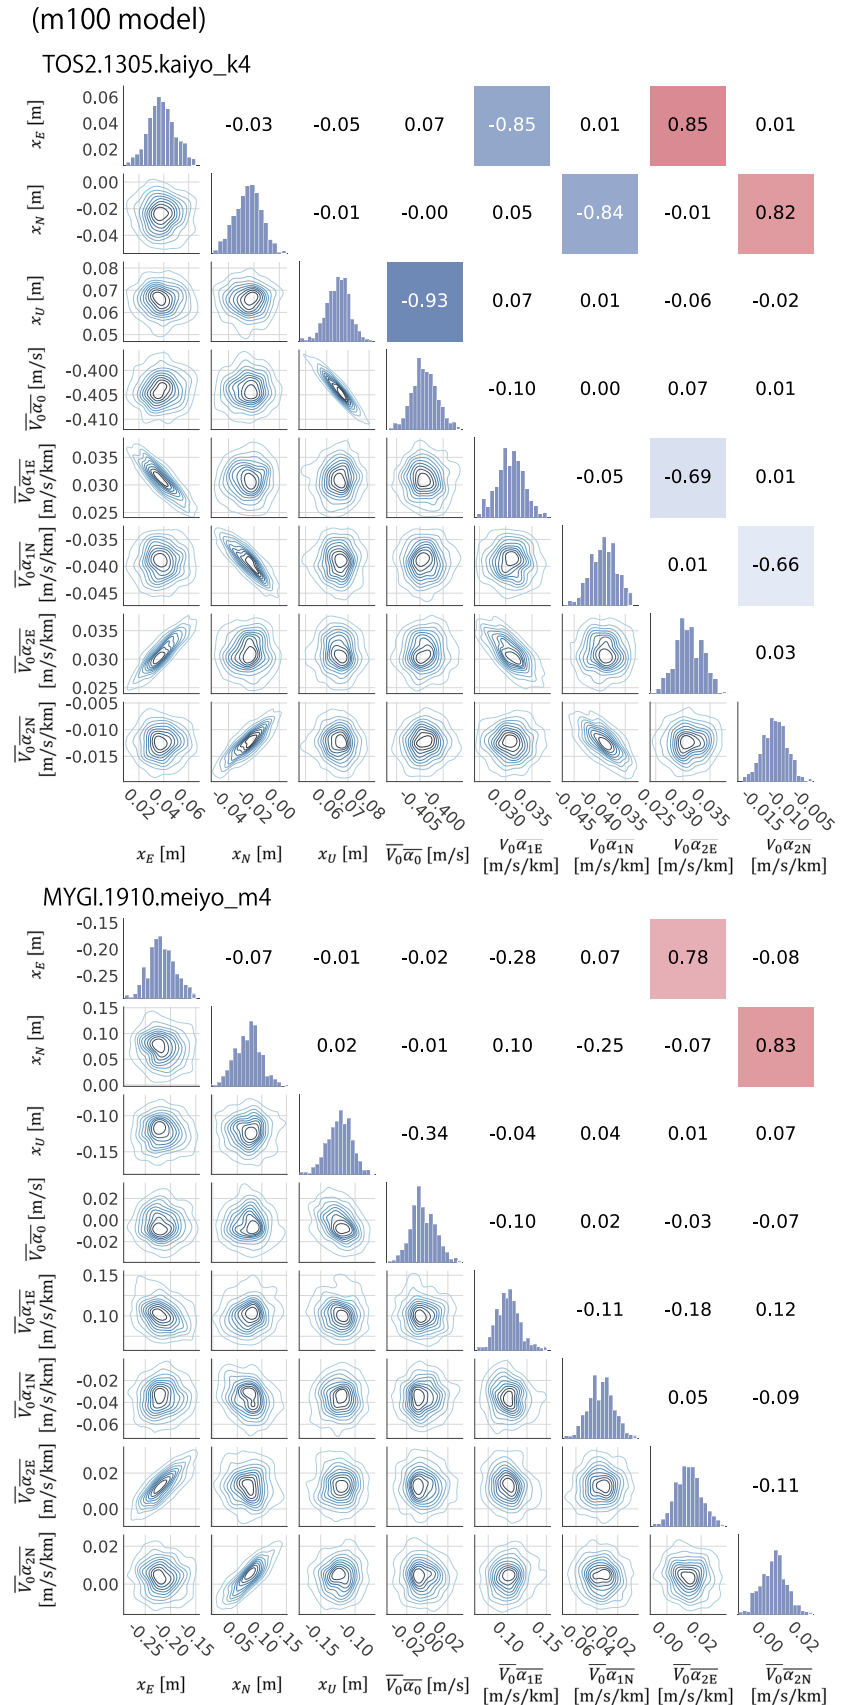 (m100 model)
TOS2.1305.kaiyo_k4
x_E [m]
0.06
0.04
0.02
-0.03 -0.05 0.07 -0.85 0.01 0.85 0.01
x_N [m]
0.00
-0.02
-0.04
-0.01 -0.00 0.05 -0.84 -0.01 0.82
x_U [m]
0.08
0.07
0.06
0.05
-0.93 0.07 0.01 -0.06 -0.02
V₀α₀ [m/s]
-0.400
-0.405
-0.410
-0.10 0.00 0.07 0.01
V₀α₁E [m/s/km]
0.035
0.030
0.025
-0.05 -0.69 0.01
V₀α₁N [m/s/km]
-0.035
-0.040
-0.045
0.01 -0.66
V₀α₂E [m/s/km]
0.035
0.030
0.025
0.03
V₀α₂N [m/s/km]
-0.005
-0.010
-0.015
0.02 0.04 0.06 -0.04 -0.02 0.00 0.06 0.07 0.08 -0.405 -0.400 0.030 0.035 -0.045 -0.040 -0.035 0.025 0.030 0.035 -0.015 -0.010 -0.005
x_E [m] x_N [m] x_U [m] V₀α₀ [m/s] V₀α₁E V₀α₁N V₀α₂E V₀α₂N
[m/s/km] [m/s/km] [m/s/km] [m/s/km]
MYGI.1910.meiyo_m4
x_E [m]
-0.15
-0.20
-0.25
-0.07 -0.01 -0.02 -0.28 0.07 0.78 -0.08
x_N [m]
0.15
0.10
0.05
0.00
0.02 -0.01 0.10 -0.25 -0.07 0.83
x_U [m]
-0.10
-0.15
-0.34 -0.04 0.04 0.01 0.07
V₀α₀ [m/s]
0.02
0.00
-0.02
-0.10 0.02 -0.03 -0.07
V₀α₁E [m/s/km]
0.15
0.10
-0.11 -0.18 0.12
V₀α₁N [m/s/km]
-0.02
-0.04
-0.06
0.05 -0.09
V₀α₂E [m/s/km]
0.02
0.00
-0.11
V₀α₂N [m/s/km]
0.02
0.00
-0.25 -0.20 -0.15 0.05 0.10 0.15 -0.15 -0.10 -0.02 0.00 0.02 0.10 0.15 -0.06 -0.04 -0.02 0.00 0.02 0.00 0.02
x_E [m] x_N [m] x_U [m] V₀α₀ [m/s] V₀α₁E V₀α₁N V₀α₂E V₀α₂N
[m/s/km] [m/s/km] [m/s/km] [m/s/km]